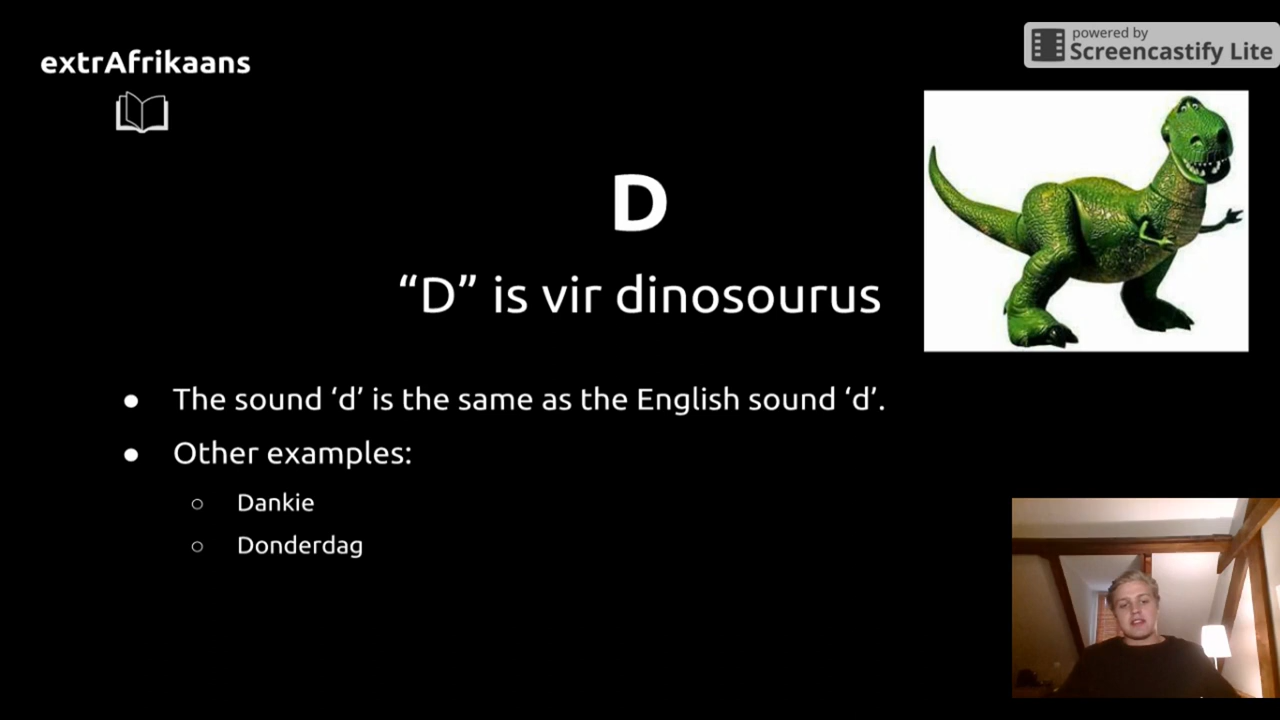 extrAfrikaans
powered by
Screencastify Lite
D
“D” is vir dinosourus
● The sound ‘d’ is the same as the English sound ‘d’.
● Other examples:
○ Dankie
○ Donderdag